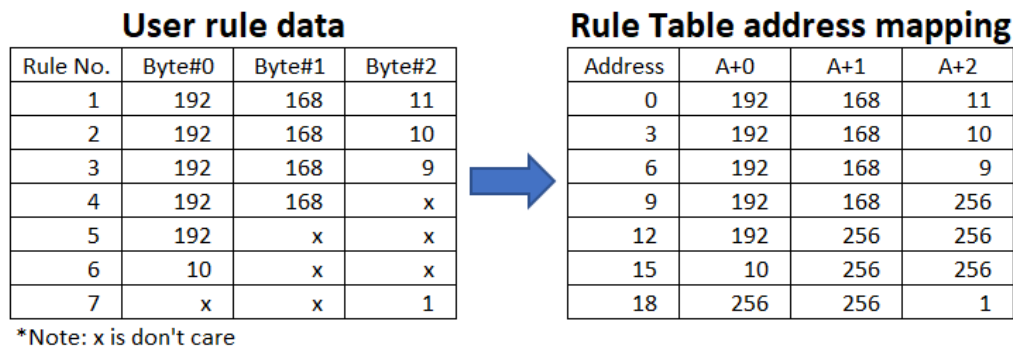 User rule data
Rule No. Byte#0 Byte#1 Byte#2
1 192 168 11
2 192 168 10
3 192 168 9
4 192 168 x
5 192 x x
6 10 x x
7 x x 1
*Note: x is don't care
Rule Table address mapping
Address A+0 A+1 A+2
0 192 168 11
3 192 168 10
6 192 168 9
9 192 168 256
12 192 256 256
15 10 256 256
18 256 256 1